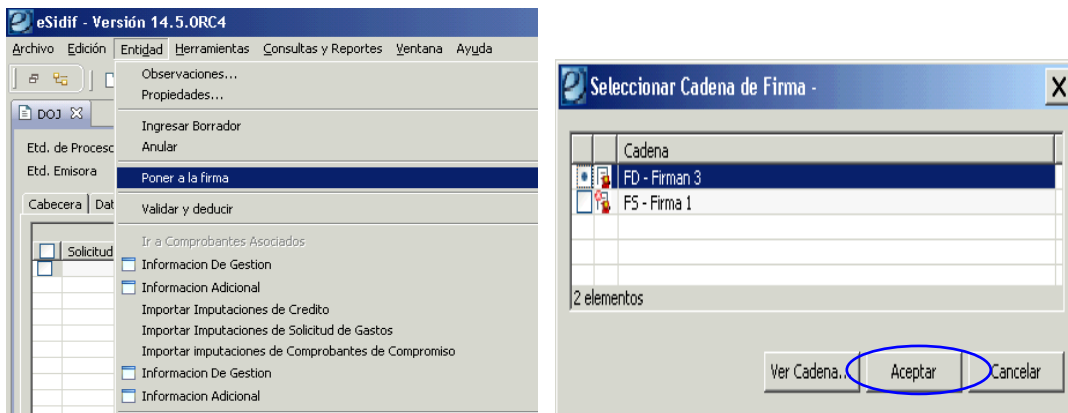 eSidif - Versión 14.5.0RC4
Archivo Edición Entidad Herramientas Consultas y Reportes Ventana Ayuda
Observaciones...
Propiedades...
DOJ
Ingresar Borrador
Etd. de Proceso
Anular
Etd. Emisora
Poner a la firma
Cabecera Dat
Validar y deducir
Ir a Comprobantes Asociados
Solicitud
Informacion De Gestion
Informacion Adicional
Importar Imputaciones de Credito
Importar Imputaciones de Solicitud de Gastos
Importar imputaciones de Comprobantes de Compromiso
Informacion De Gestion
Informacion Adicional
Seleccionar Cadena de Firma -
Cadena
FD - Firman 3
FS - Firma 1
2 elementos
Ver Cadena.. Aceptar Cancelar